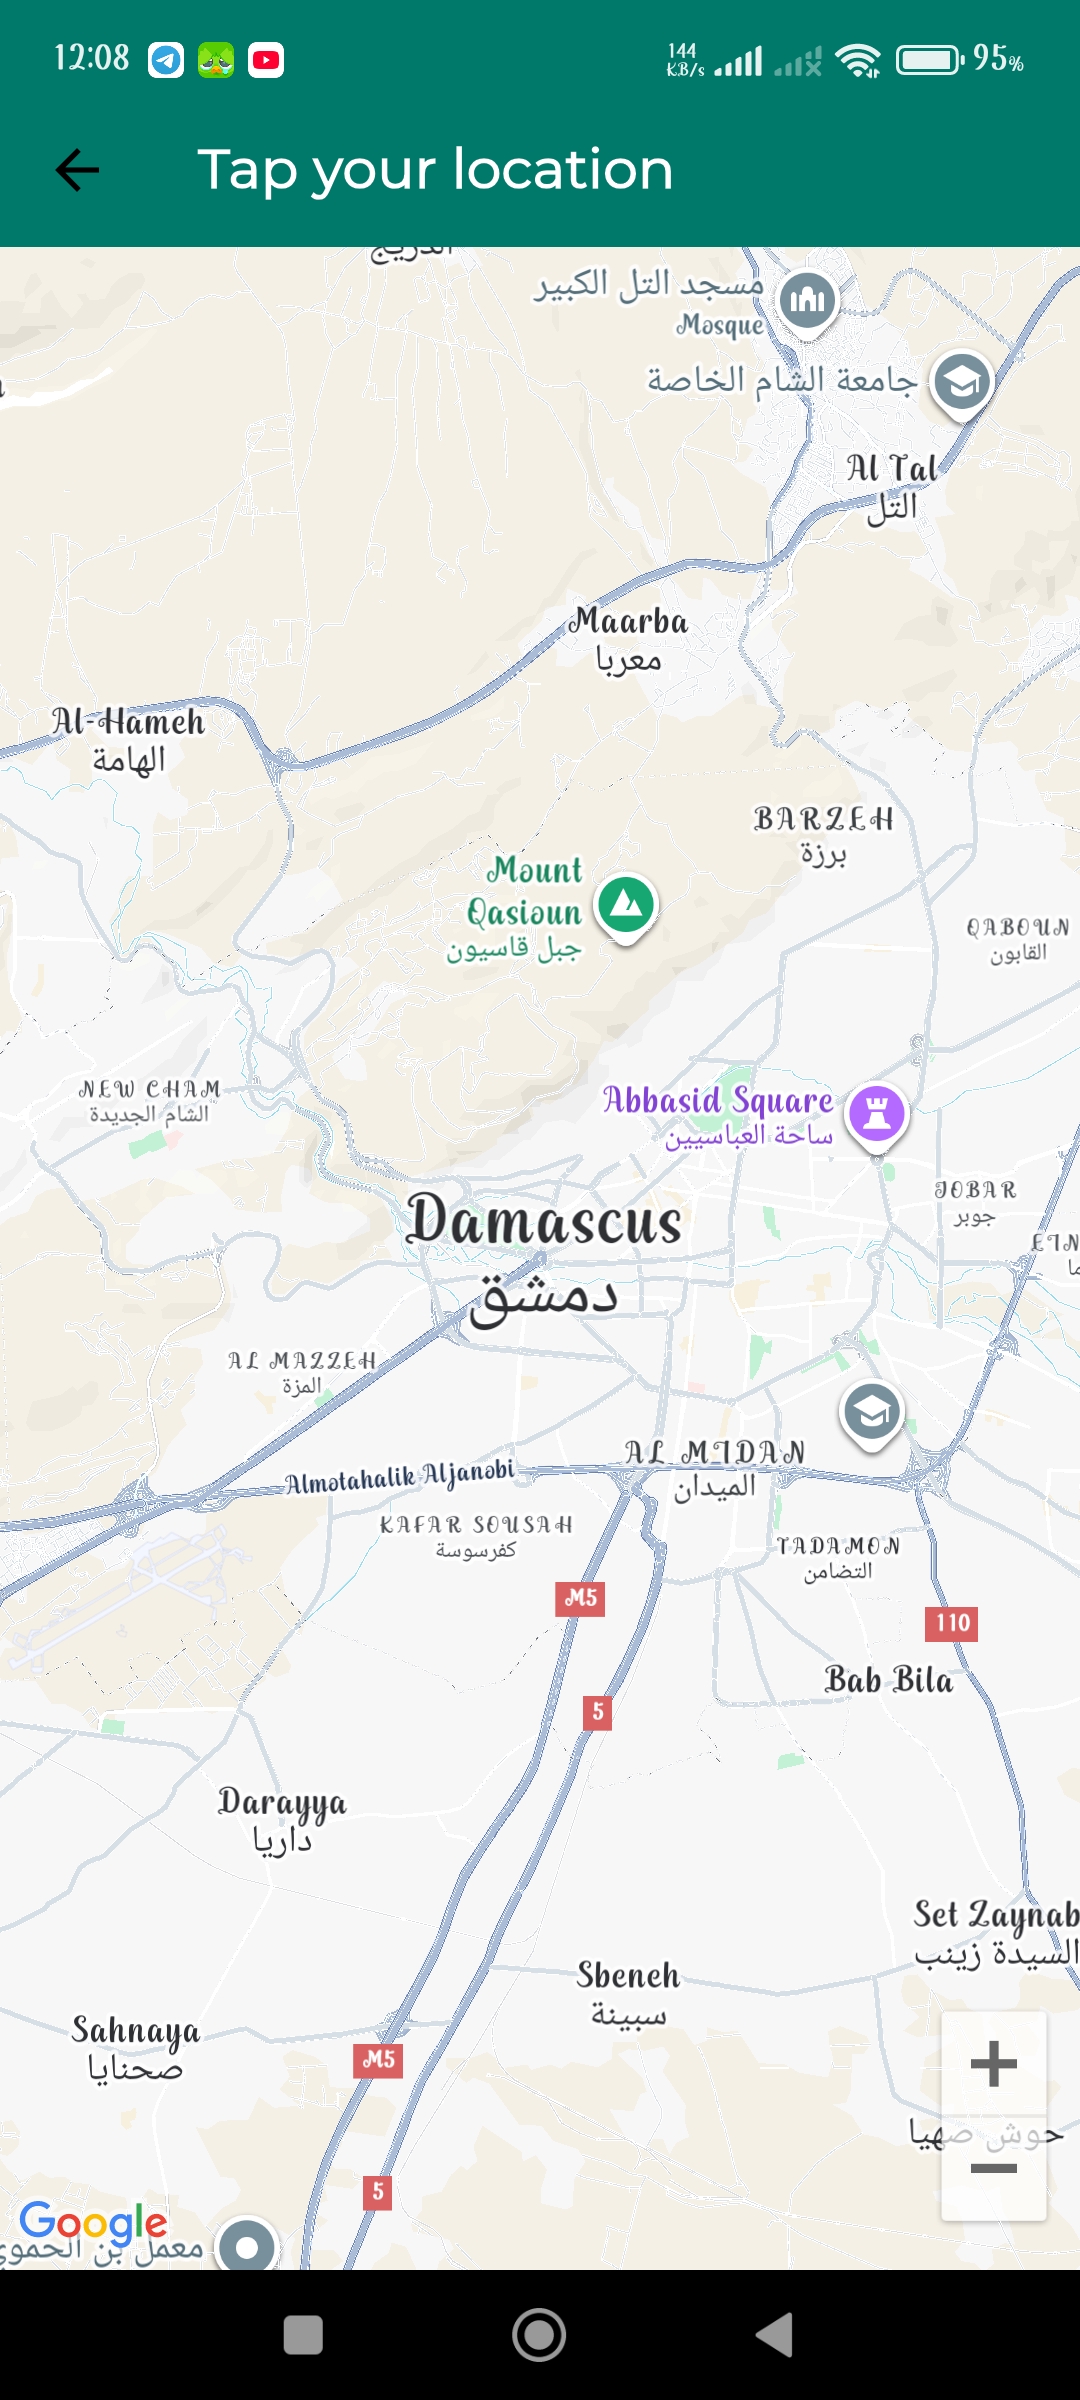 12:08
144
KB/s
95%
Tap your location
الدريج
مسجد التل الكبير
Mosque
جامعة الشام الخاصة
Al Tal
التل
Maarba
معربا
Al-Hameh
الهامة
BARZEH
برزة
Mount
Qasioun
جبل قاسيون
QABOUN
القابون
NEW CHAM
الشام الجديدة
Abbasid Square
ساحة العباسيين
JOBAR
جوبر
Damascus
دمشق
AL MAZZEH
المزة
AL MIDAN
الميدان
Almotahalik Aljanobi
KAFAR SOUSAH
كفرسوسة
TADAMON
التضامن
M5
110
Bab Bila
5
Darayya
داريا
Set Zaynab
السيدة زينب
Sbeneh
سبينة
Sahnaya
صحنايا
M5
حوش صهيا
5
Google
معمل بن الحموي